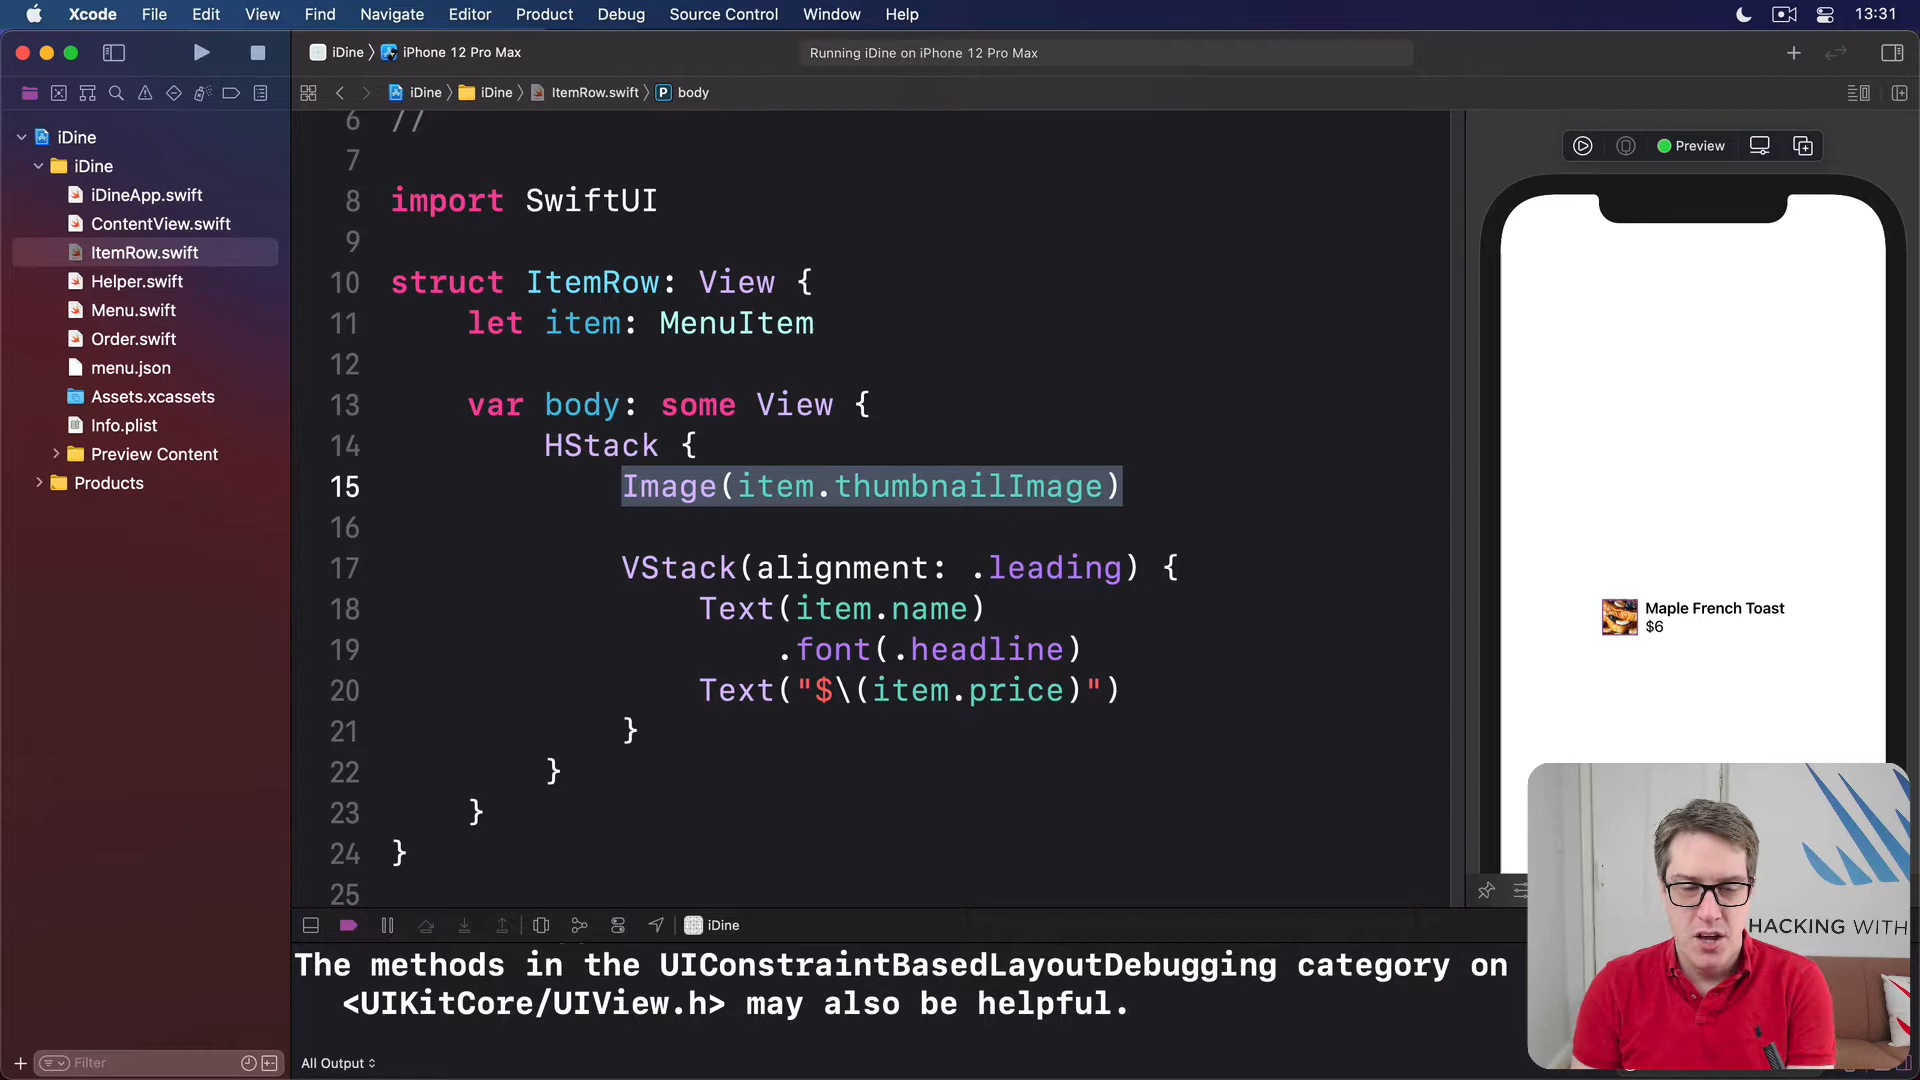 Xcode File Edit View Find Navigate Editor Product Debug Source Control Window Help 13:31
iDine iPhone 12 Pro Max Running iDine on iPhone 12 Pro Max
iDine iDine ItemRow.swift P body
iDine
iDine
iDineApp.swift
ContentView.swift
ItemRow.swift
Helper.swift
Menu.swift
Order.swift
menu.json
Assets.xcassets
Info.plist
Preview Content
Products
Filter
6 //
7
8 import SwiftUI
9
10 struct ItemRow: View {
11 let item: MenuItem
12
13 var body: some View {
14 HStack {
15 Image(item.thumbnailImage)
16
17 VStack(alignment: .leading) {
18 Text(item.name)
19 .font(.headline)
20 Text("$\(item.price)")
21 }
22 }
23 }
24 }
25
Preview
Maple French Toast
$6
iDine
The methods in the UIConstraintBasedLayoutDebugging category on
<UIKitCore/UIView.h> may also be helpful.
All Output
HACKING WITH